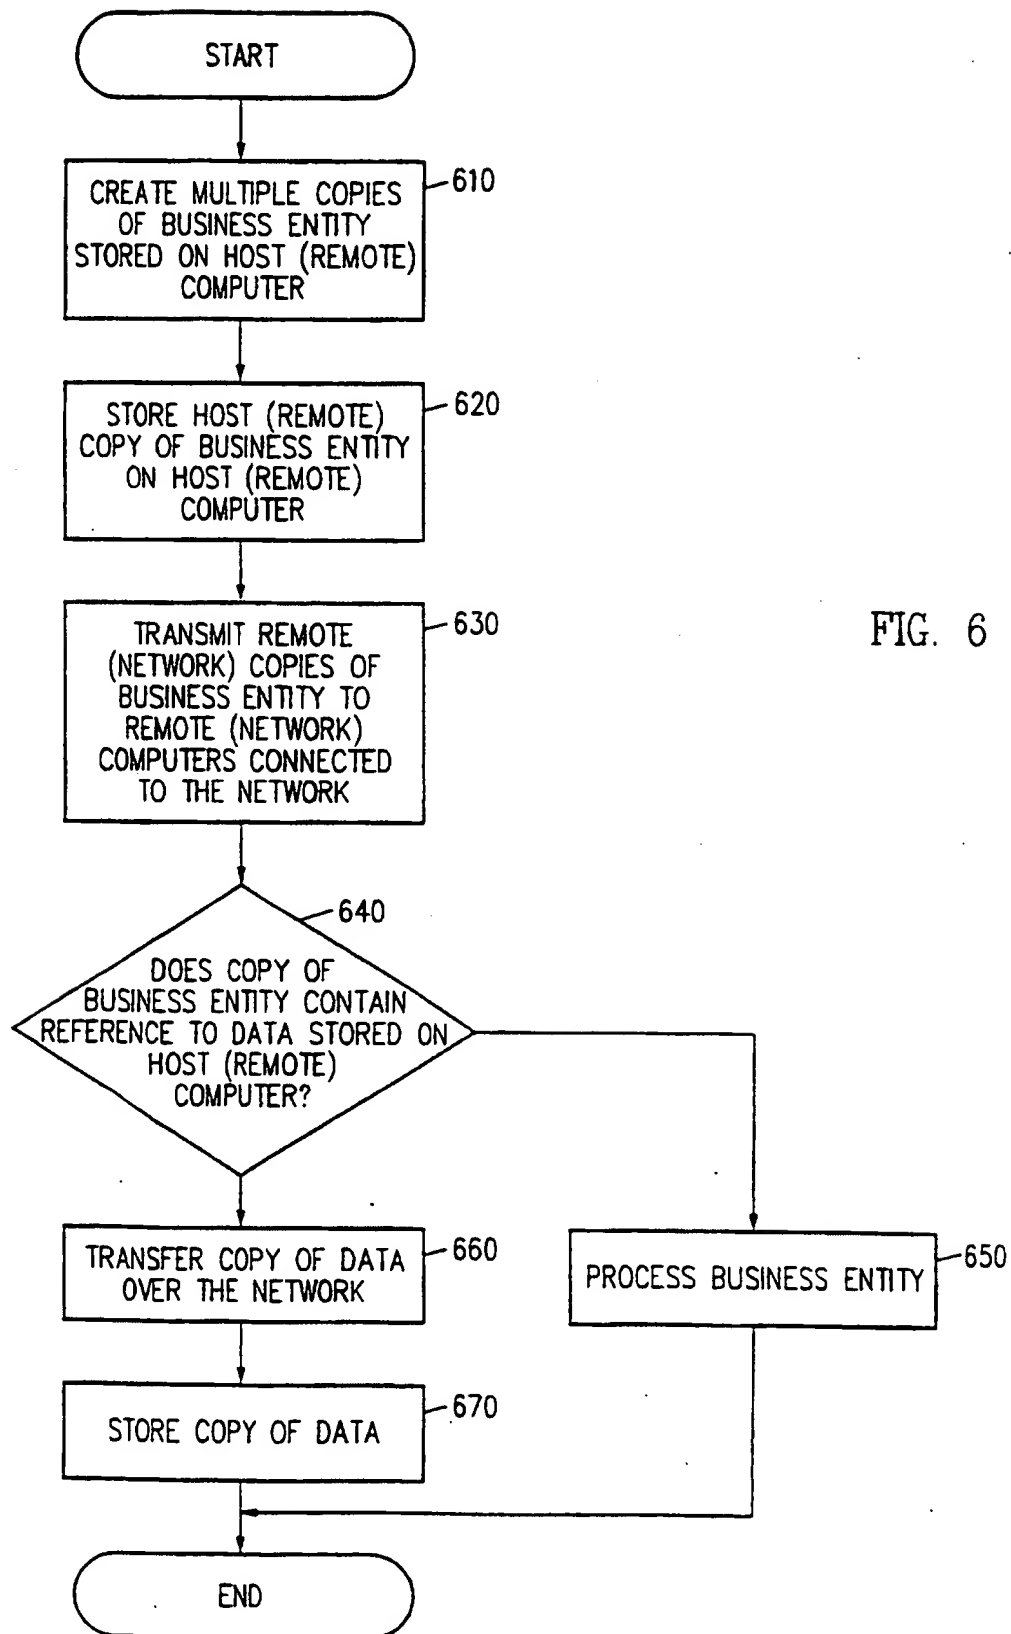 START
CREATE MULTIPLE COPIES
OF BUSINESS ENTITY
STORED ON HOST (REMOTE)
COMPUTER
610
STORE HOST (REMOTE)
COPY OF BUSINESS ENTITY
ON HOST (REMOTE)
COMPUTER
620
TRANSMIT REMOTE
(NETWORK) COPIES OF
BUSINESS ENTITY TO
REMOTE (NETWORK)
COMPUTERS CONNECTED
TO THE NETWORK
630
FIG. 6
640
DOES COPY OF
BUSINESS ENTITY CONTAIN
REFERENCE TO DATA STORED ON
HOST (REMOTE)
COMPUTER?
TRANSFER COPY OF DATA
OVER THE NETWORK
660
PROCESS BUSINESS ENTITY
650
STORE COPY OF DATA
670
END